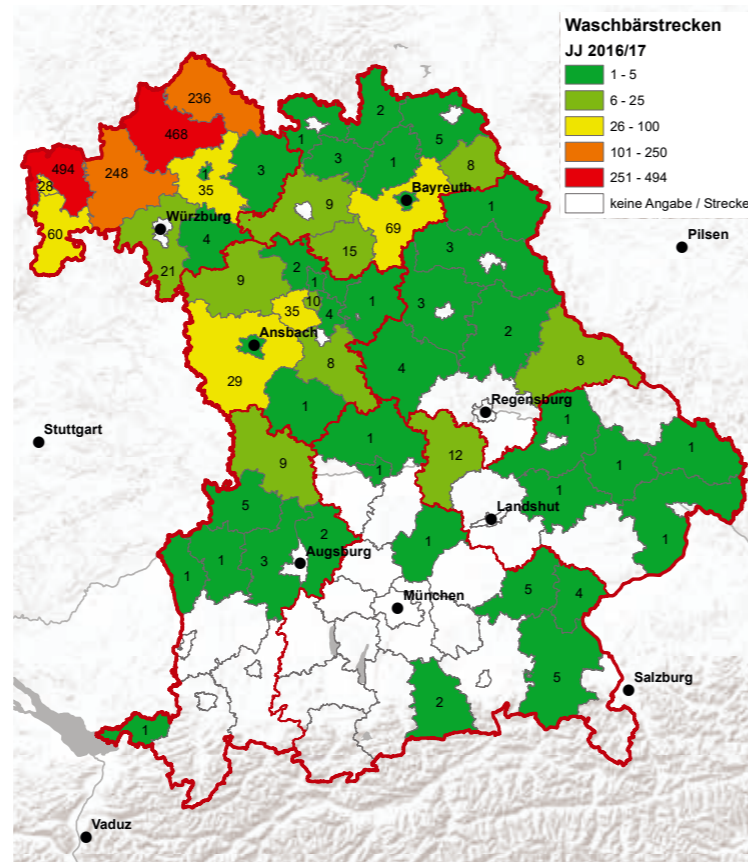 Waschbärstrecken
JJ 2016/17
1 - 5
6 - 25
26 - 100
101 - 250
251 - 494
keine Angabe / Strecke
236
2
468
5
1
494
3
1
3
1
8
248
28
35
Bayreuth
9
1
Würzburg
60
69
4
3
Pilsen
15
21
2
9
1
1
3
10
35
4
2
Ansbach
8
8
4
29
Regensburg
1
1
Stuttgart
1
1
12
9
1
1
1
5
Landshut
2
1
1
Augsburg
1
1
3
5
4
München
5
Salzburg
2
1
Vaduz